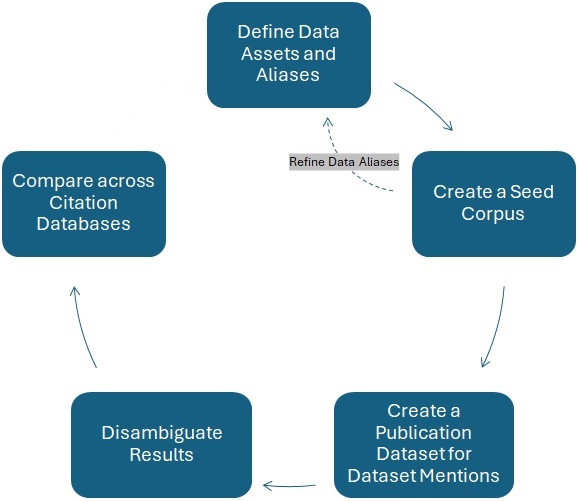 Define Data
Assets and
Aliases
Refine Data Aliases
Create a Seed
Corpus
Create a
Publication
Dataset for
Dataset Mentions
Disambiguate
Results
Compare across
Citation
Databases